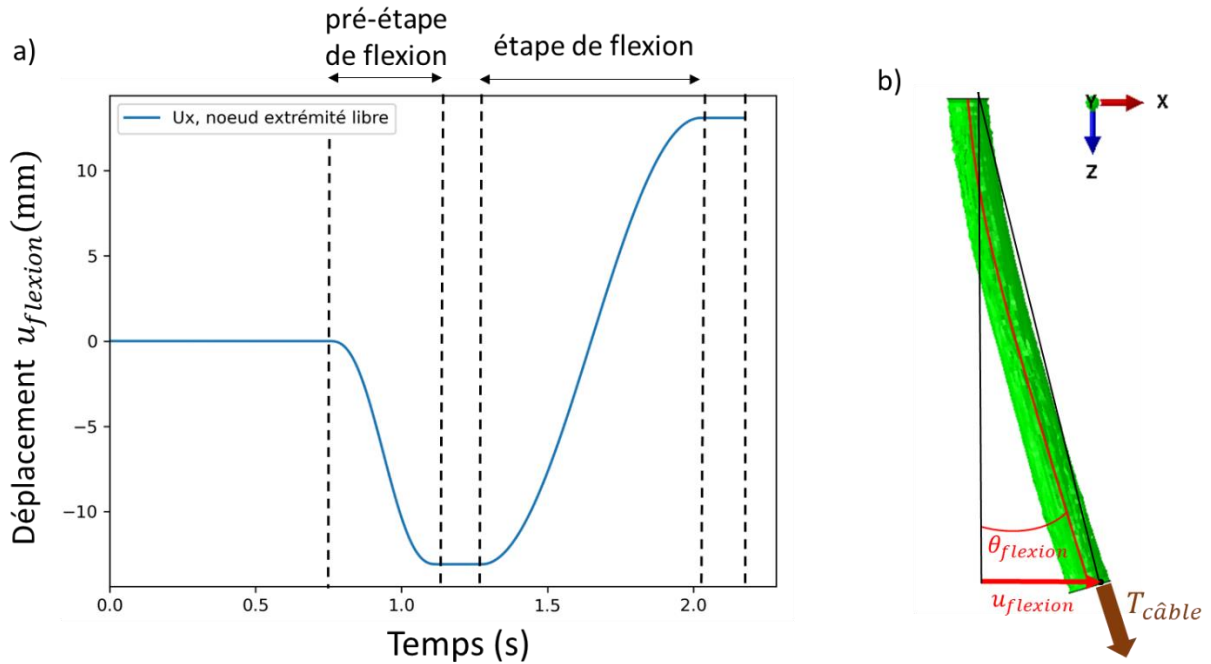 a)
pré-étape
de flexion
étape de flexion
Ux, noeud extrémité libre
Déplacement u_flexion(mm)
10
5
0
−5
−10
0.0 0.5 1.0 1.5 2.0
Temps (s)
b)
Y X
Z
θ_flexion
u_flexion
T_câble